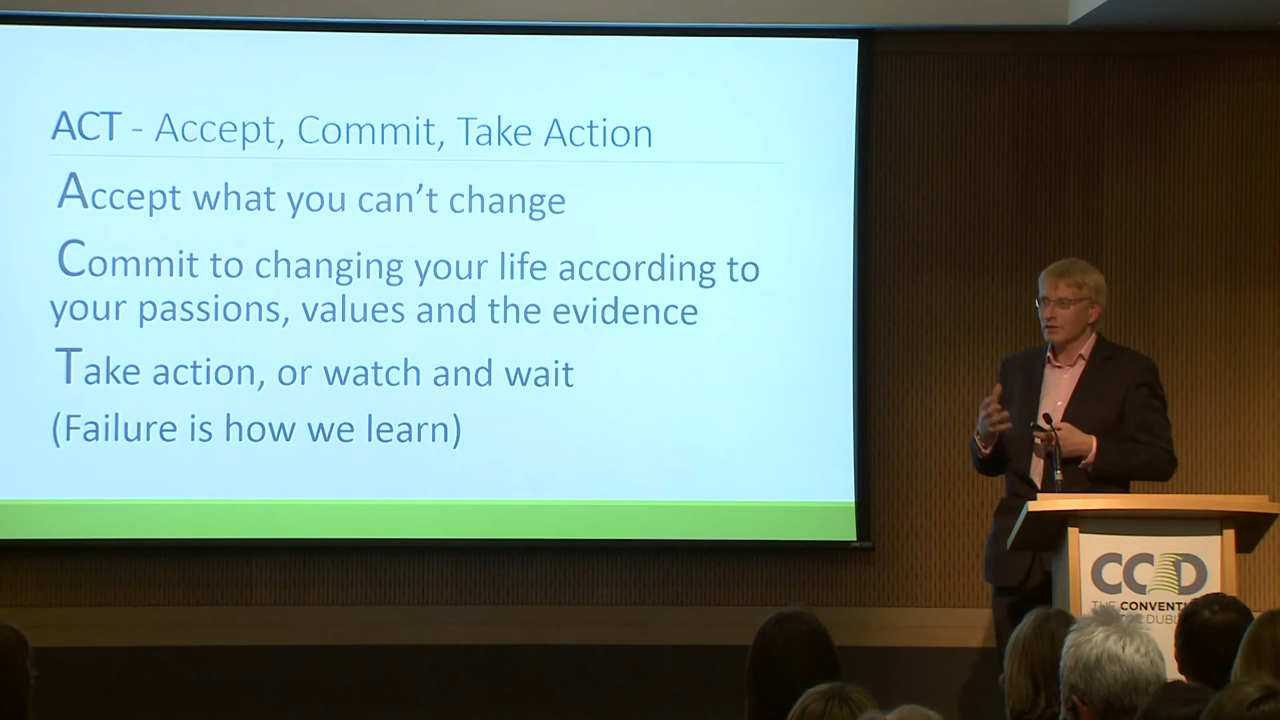 ACT - Accept, Commit, Take Action
Accept what you can't change
Commit to changing your life according to
your passions, values and the evidence
Take action, or watch and wait
(Failure is how we learn)
CCD
THE CONVENTI
DUBL